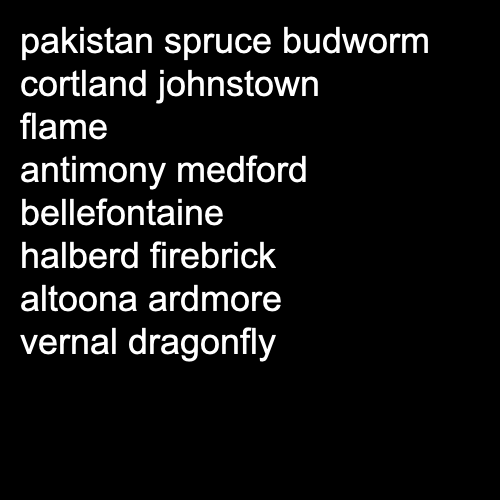 pakistan spruce budworm
cortland johnstown
flame
antimony medford
bellefontaine
halberd firebrick
altoona ardmore
vernal dragonfly